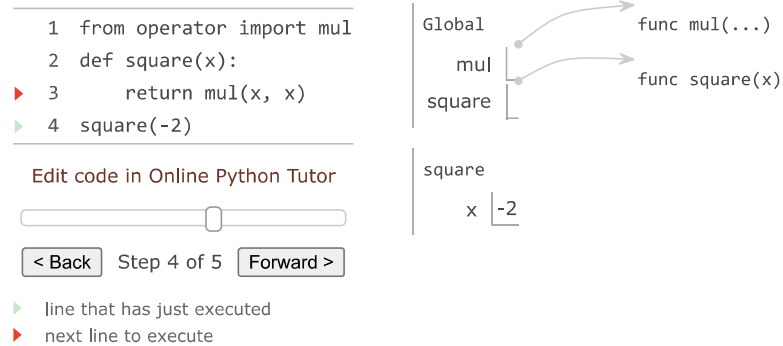 1 from operator import mul
2 def square(x):
3     return mul(x, x)
4 square(-2)
Edit code in Online Python Tutor
< Back Step 4 of 5 Forward >
line that has just executed
next line to execute
Global
mul
square
func mul(...)
func square(x)
square
x -2